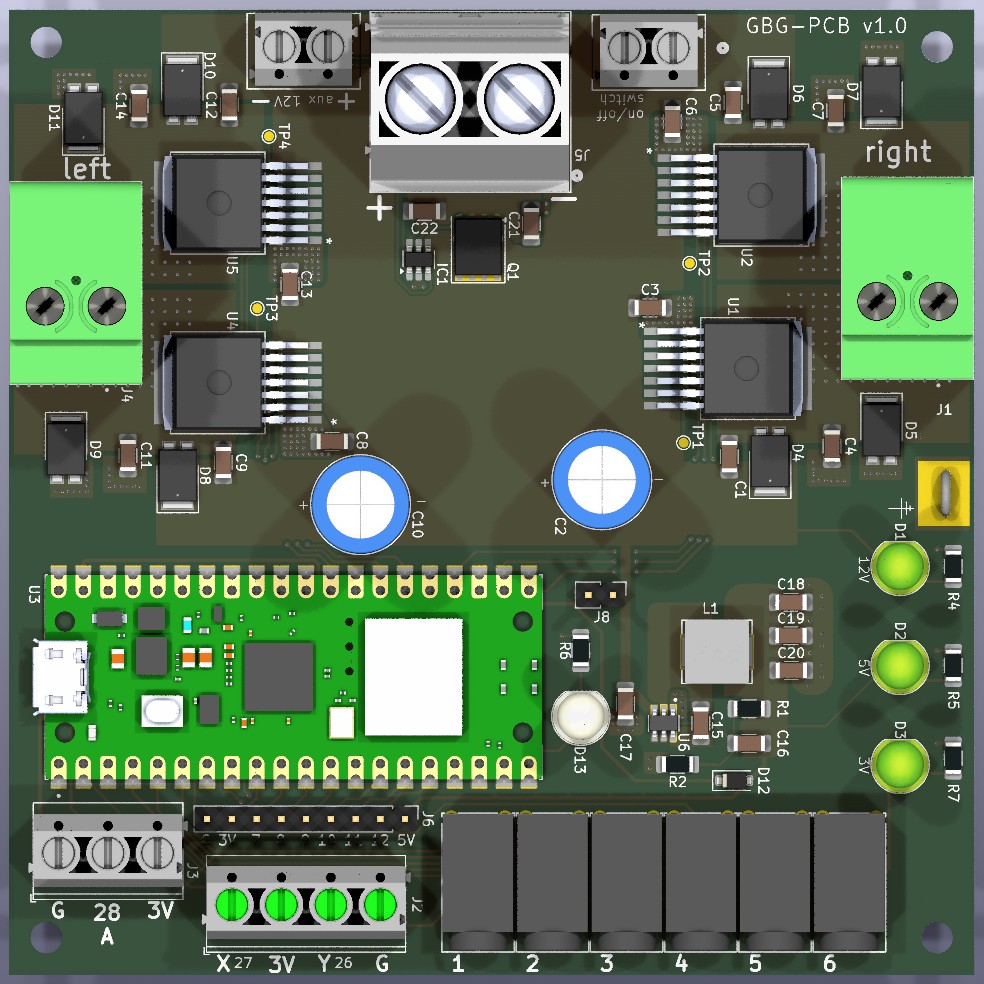 GBG-PCB v1.0
D10
D11
C14
C12
aux 12V
+
TP4
on/off
switch
C6
C5
D6
C7
D7
J5
left
right
+
−
C22
C21
IC1
Q1
U5
C13
TP3
U4
U2
TP2
C3
U1
J4
J1
C8
D9
C11
D8
C9
C10
C2
TP1
C1
D4
C4
D5
U3
J8
R6
D13
L1
C18
C19
C20
R1
C17
U6
C15
C16
R2
D12
D1
12V
R4
D2
5V
R5
D3
3V
R7
J6
3V
12
5V
J3
J2
G
28
A
3V
X 27
3V
Y 26
G
1
2
3
4
5
6